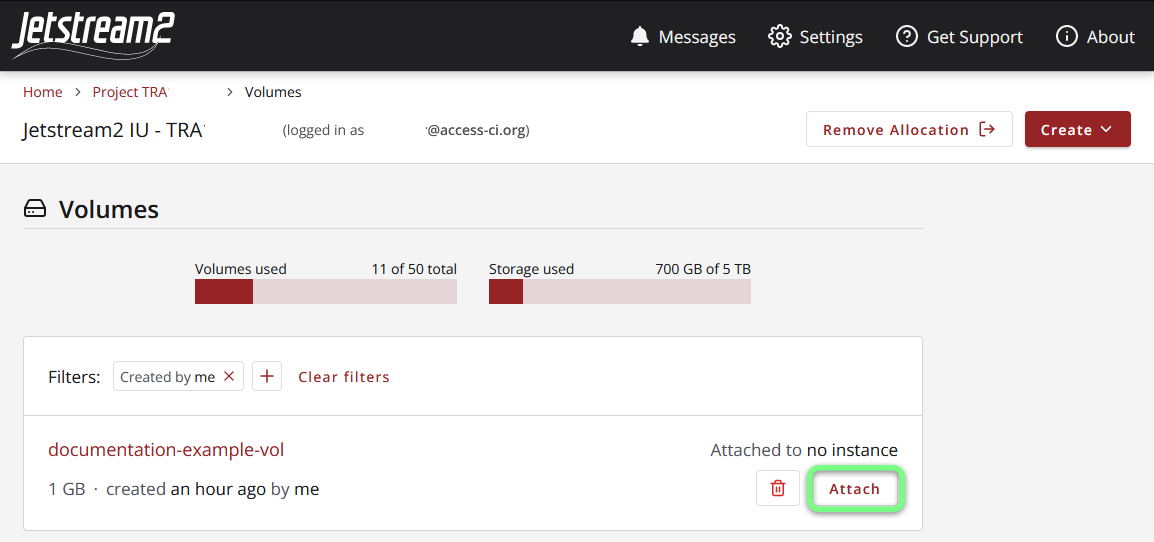 Jetstream2
Messages Settings Get Support About
Home > Project TRA > Volumes
Jetstream2 IU - TRA (logged in as @access-ci.org)
Remove Allocation Create
Volumes
Volumes used 11 of 50 total Storage used 700 GB of 5 TB
Filters: Created by me × + Clear filters
documentation-example-vol Attached to no instance
1 GB · created an hour ago by me Attach